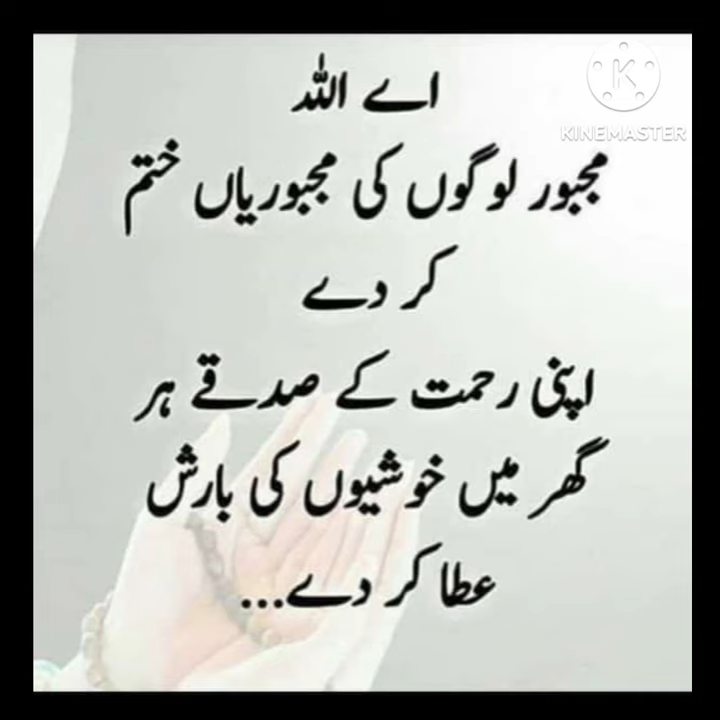 اے اللہ
KINEMASTER
مجبور لوگوں کی مجبوریاں ختم
کر دے
اپنی رحمت کے صدقے ہر
گھر میں خوشیوں کی بارش
عطا کر دے...